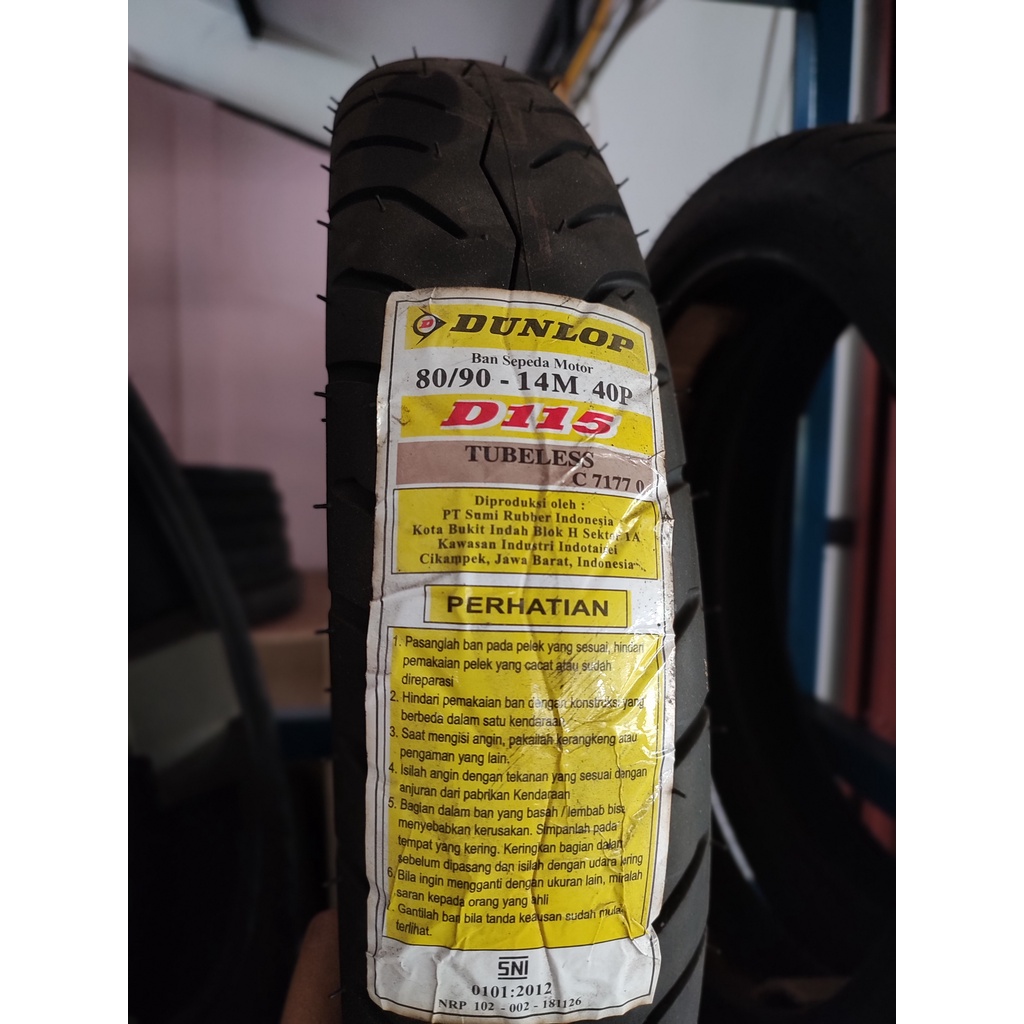 D DUNLOP
Ban Sepeda Motor
80/90 - 14M 40P
D115
TUBELESS
C 7177 0
Diproduksi oleh :
PT Sumi Rubber Indonesia
Kota Bukit Indah Blok H Sektor 1A
Kawasan Industri Indotaisei
Cikampek, Jawa Barat, Indonesia
PERHATIAN
1. Pasanglah ban pada pelek yang sesuai, hindari
pemakaian pelek yang cacat atau sudah
direparasi
2. Hindari pemakaian ban dengan konstruksi yang
berbeda dalam satu kendaraan
3. Saat mengisi angin, pakailah kerangkeng atau
pengaman yang lain.
4. Isilah angin dengan tekanan yang sesuai dengan
anjuran dari pabrikan Kendaraan
5. Bagian dalam ban yang basah / lembab bisa
menyebabkan kerusakan. Simpanlah pada
tempat yang kering. Keringkan bagian dalam
sebelum dipasang dan isilah dengan udara kering
6. Bila ingin mengganti dengan ukuran lain, mintalah
saran kepada orang yang ahli
Gantilah ban bila tanda keausan sudah mulai
terlihat.
SNI
0101:2012
NRP 102 - 002 - 181126